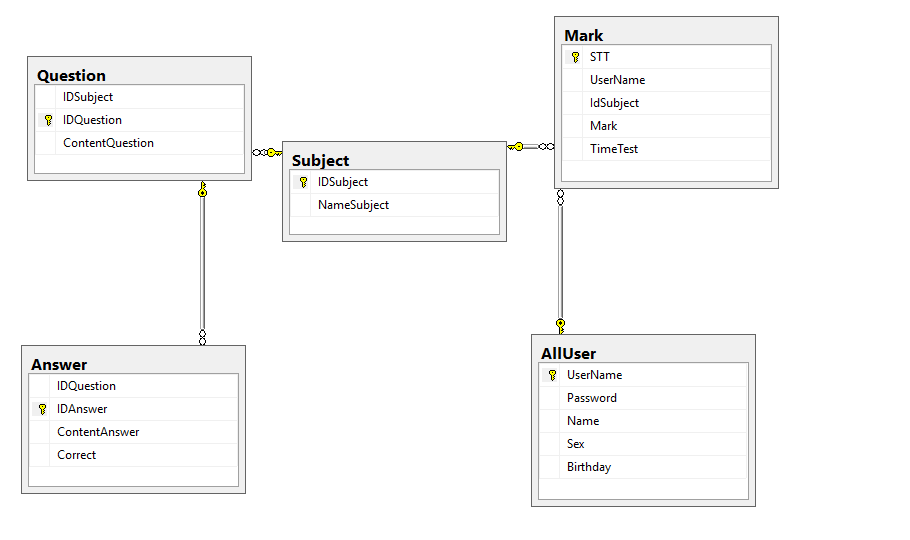 Question
IDSubject
IDQuestion
ContentQuestion
Subject
IDSubject
NameSubject
Mark
STT
UserName
IdSubject
Mark
TimeTest
Answer
IDQuestion
IDAnswer
ContentAnswer
Correct
AllUser
UserName
Password
Name
Sex
Birthday